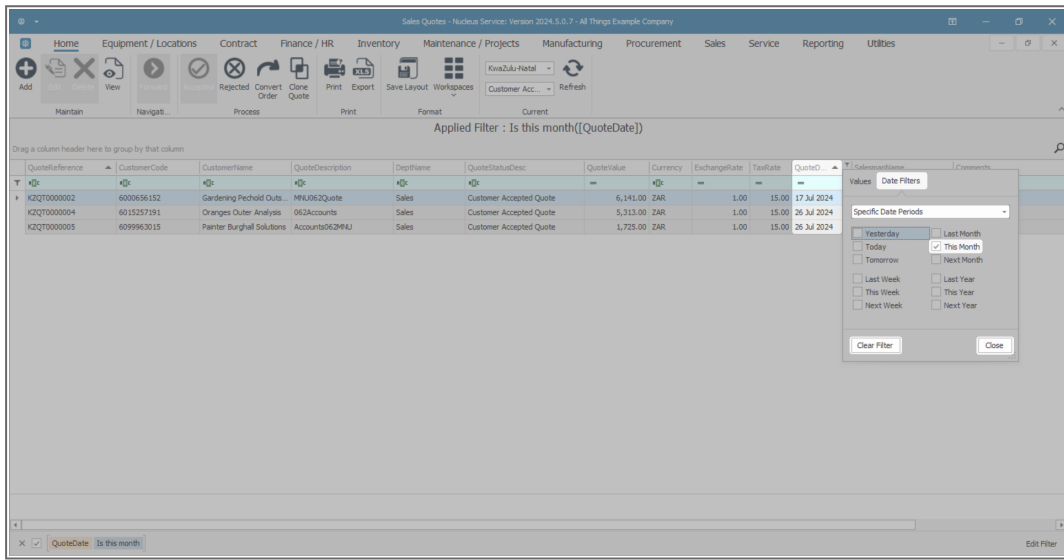 Sales Quotes - Nucleus Service: Version 2024.5.0.7 - All Things Example Company
Home Equipment / Locations Contract Finance / HR Inventory Maintenance / Projects Manufacturing Procurement Sales Service Reporting Utilities
KwaZulu-Natal
Customer Acc...
Add Edit Delete View Forward Accepted Rejected Convert Order Clone Quote Print Export Save Layout Workspaces Refresh
XLS
Maintain Navigati... Process Print Format Current
Applied Filter : Is this month([QuoteDate])
Drag a column header here to group by that column
QuoteReference CustomerCode CustomerName QuoteDescription DeptName QuoteStatusDesc QuoteValue Currency ExchangeRate TaxRate QuoteD... SalesmanName Comments
KZQT0000002 6000656152 Gardening Pechold Outs... MNU062Quote Sales Customer Accepted Quote 6,141.00 ZAR 1.00 15.00 17 Jul 2024
KZQT0000004 6015257191 Oranges Outer Analysis 062Accounts Sales Customer Accepted Quote 5,313.00 ZAR 1.00 15.00 26 Jul 2024
KZQT0000005 6099963015 Painter Burghall Solutions Accounts062MNU Sales Customer Accepted Quote 1,725.00 ZAR 1.00 15.00 26 Jul 2024
Values Date Filters
Specific Date Periods
Yesterday Last Month
Today This Month
Tomorrow Next Month
Last Week Last Year
This Week This Year
Next Week Next Year
Clear Filter Close
QuoteDate Is this month Edit Filter